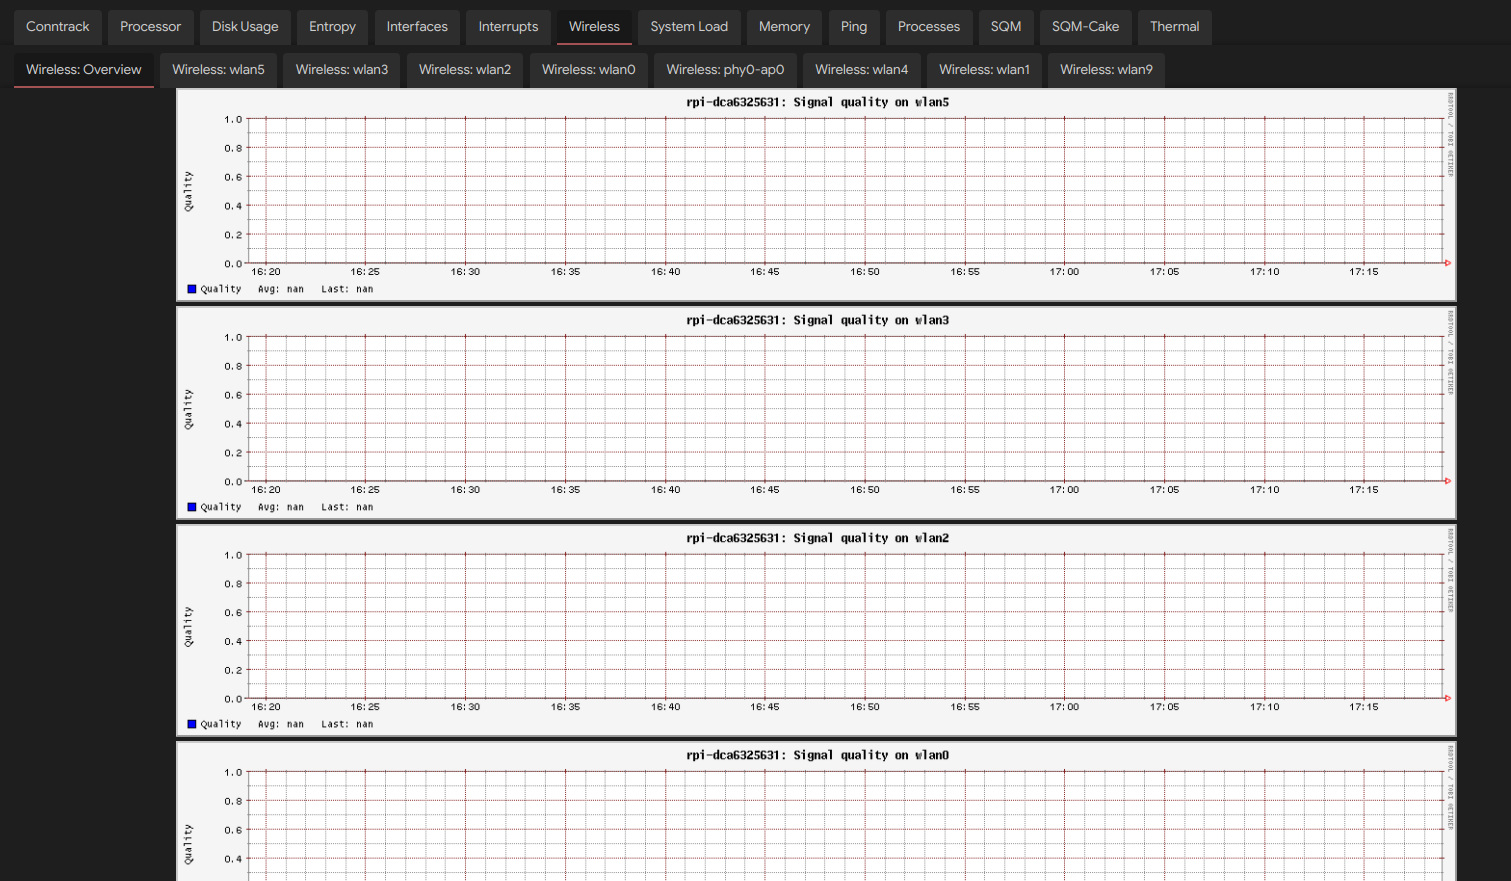 Conntrack Processor Disk Usage Entropy Interfaces Interrupts Wireless System Load Memory Ping Processes SQM SQM-Cake Thermal
Wireless: Overview Wireless: wlan5 Wireless: wlan3 Wireless: wlan2 Wireless: wlan0 Wireless: phy0-ap0 Wireless: wlan4 Wireless: wlan1 Wireless: wlan9
rpi-dca6325631: Signal quality on wlan5
RRDTOOL / TOBI OETIKER
Quality
1.0
0.8
0.6
0.4
0.2
0.0
16:20 16:25 16:30 16:35 16:40 16:45 16:50 16:55 17:00 17:05 17:10 17:15
Quality Avg: nan Last: nan
rpi-dca6325631: Signal quality on wlan3
RRDTOOL / TOBI OETIKER
Quality
1.0
0.8
0.6
0.4
0.2
0.0
16:20 16:25 16:30 16:35 16:40 16:45 16:50 16:55 17:00 17:05 17:10 17:15
Quality Avg: nan Last: nan
rpi-dca6325631: Signal quality on wlan2
RRDTOOL / TOBI OETIKER
Quality
1.0
0.8
0.6
0.4
0.2
0.0
16:20 16:25 16:30 16:35 16:40 16:45 16:50 16:55 17:00 17:05 17:10 17:15
Quality Avg: nan Last: nan
rpi-dca6325631: Signal quality on wlan0
RRDTOOL / TOBI OETIKER
Quality
1.0
0.8
0.6
0.4